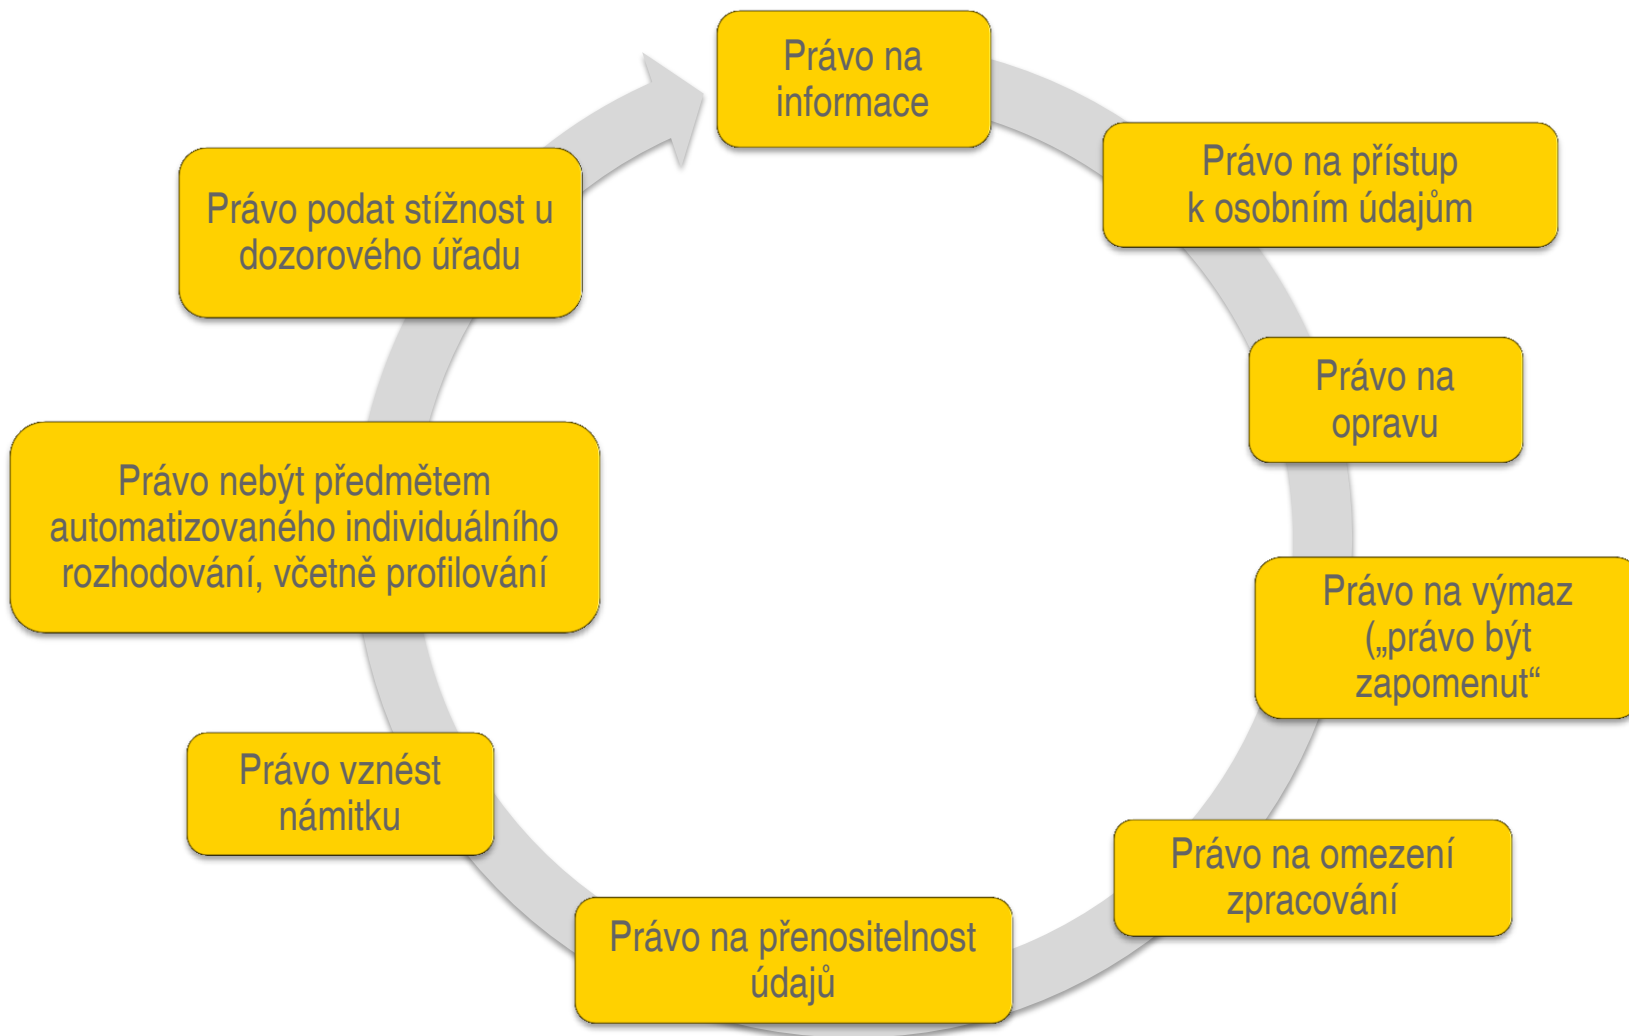 Právo na
informace
Právo na přístup
k osobním údajům
Právo na
opravu
Právo na výmaz
(„právo být
zapomenut“
Právo na omezení
zpracování
Právo na přenositelnost
údajů
Právo vznést
námitku
Právo nebýt předmětem
automatizovaného individuálního
rozhodování, včetně profilování
Právo podat stížnost u
dozorového úřadu